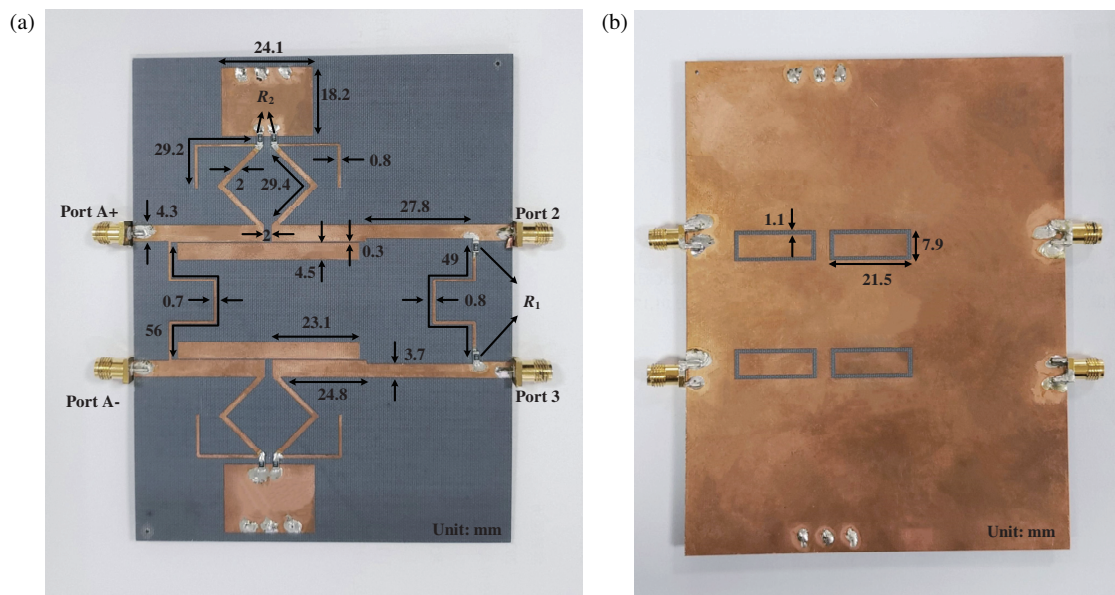 (a)
24.1
R2
18.2
29.2
0.8
2
29.4
27.8
Port A+
4.3
Port 2
2
0.3
4.5
49
0.7
0.8
R1
56
23.1
3.7
24.8
Port A-
Port 3
Unit: mm
(b)
1.1
7.9
21.5
Unit: mm